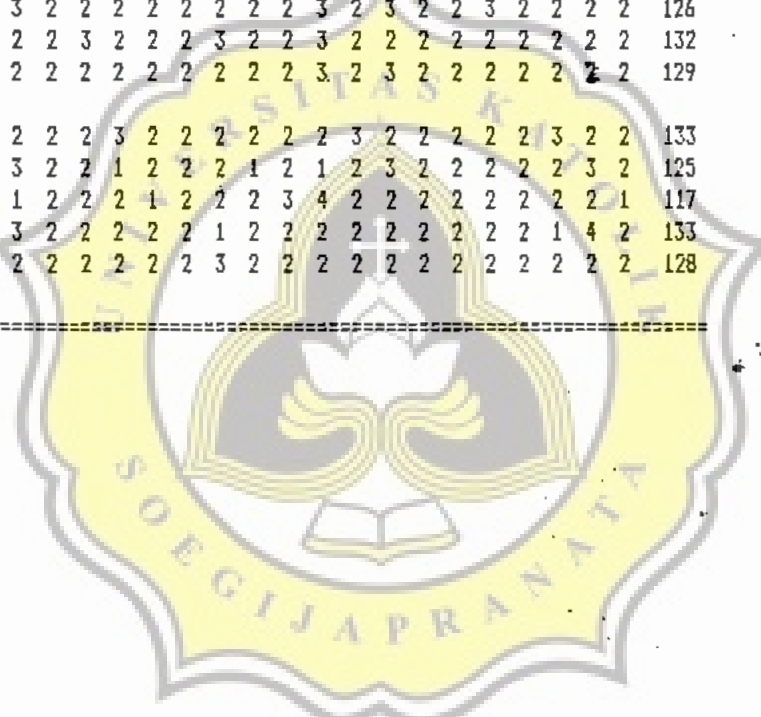 3 2 2 2 2 2 2 2 2 3 2 3 2 2 3 2 2 2 2 126
2 2 3 2 2 2 3 2 2 3 2 2 2 2 2 2 2 2 2 132
2 2 2 2 2 2 2 2 2 3 2 3 2 2 2 2 2 2 2 129
2 2 2 3 2 2 2 2 2 2 3 2 2 2 2 2 3 2 2 133
3 2 2 1 2 2 2 1 2 1 2 3 2 2 2 2 2 3 2 125
1 2 2 2 1 2 2 2 3 4 2 2 2 2 2 2 2 2 1 117
3 2 2 2 2 2 1 2 2 2 2 2 2 2 2 2 1 4 2 133
2 2 2 2 2 2 3 2 2 2 2 2 2 2 2 2 2 2 2 128
UNIVERSITAS KATOLIK
SOEGIJAPRANATA